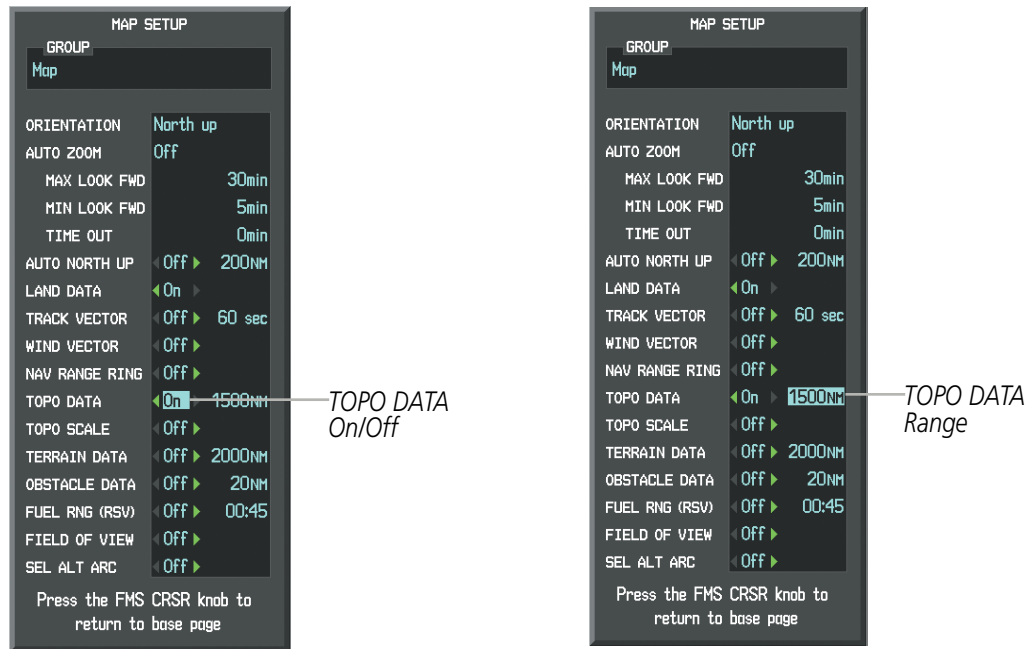 MAP SETUP
GROUP
Map
ORIENTATION North up
AUTO ZOOM Off
MAX LOOK FWD 30min
MIN LOOK FWD 5min
TIME OUT 0min
AUTO NORTH UP Off 200NM
LAND DATA On
TRACK VECTOR Off 60 sec
WIND VECTOR Off
NAV RANGE RING Off
TOPO DATA On 1500NM
TOPO SCALE Off
TERRAIN DATA Off 2000NM
OBSTACLE DATA Off 20NM
FUEL RNG (RSV) Off 00:45
FIELD OF VIEW Off
SEL ALT ARC Off
Press the FMS CRSR knob to
return to base page
TOPO DATA
On/Off
MAP SETUP
GROUP
Map
ORIENTATION North up
AUTO ZOOM Off
MAX LOOK FWD 30min
MIN LOOK FWD 5min
TIME OUT 0min
AUTO NORTH UP Off 200NM
LAND DATA On
TRACK VECTOR Off 60 sec
WIND VECTOR Off
NAV RANGE RING Off
TOPO DATA On 1500NM
TOPO SCALE Off
TERRAIN DATA Off 2000NM
OBSTACLE DATA Off 20NM
FUEL RNG (RSV) Off 00:45
FIELD OF VIEW Off
SEL ALT ARC Off
Press the FMS CRSR knob to
return to base page
TOPO DATA
Range